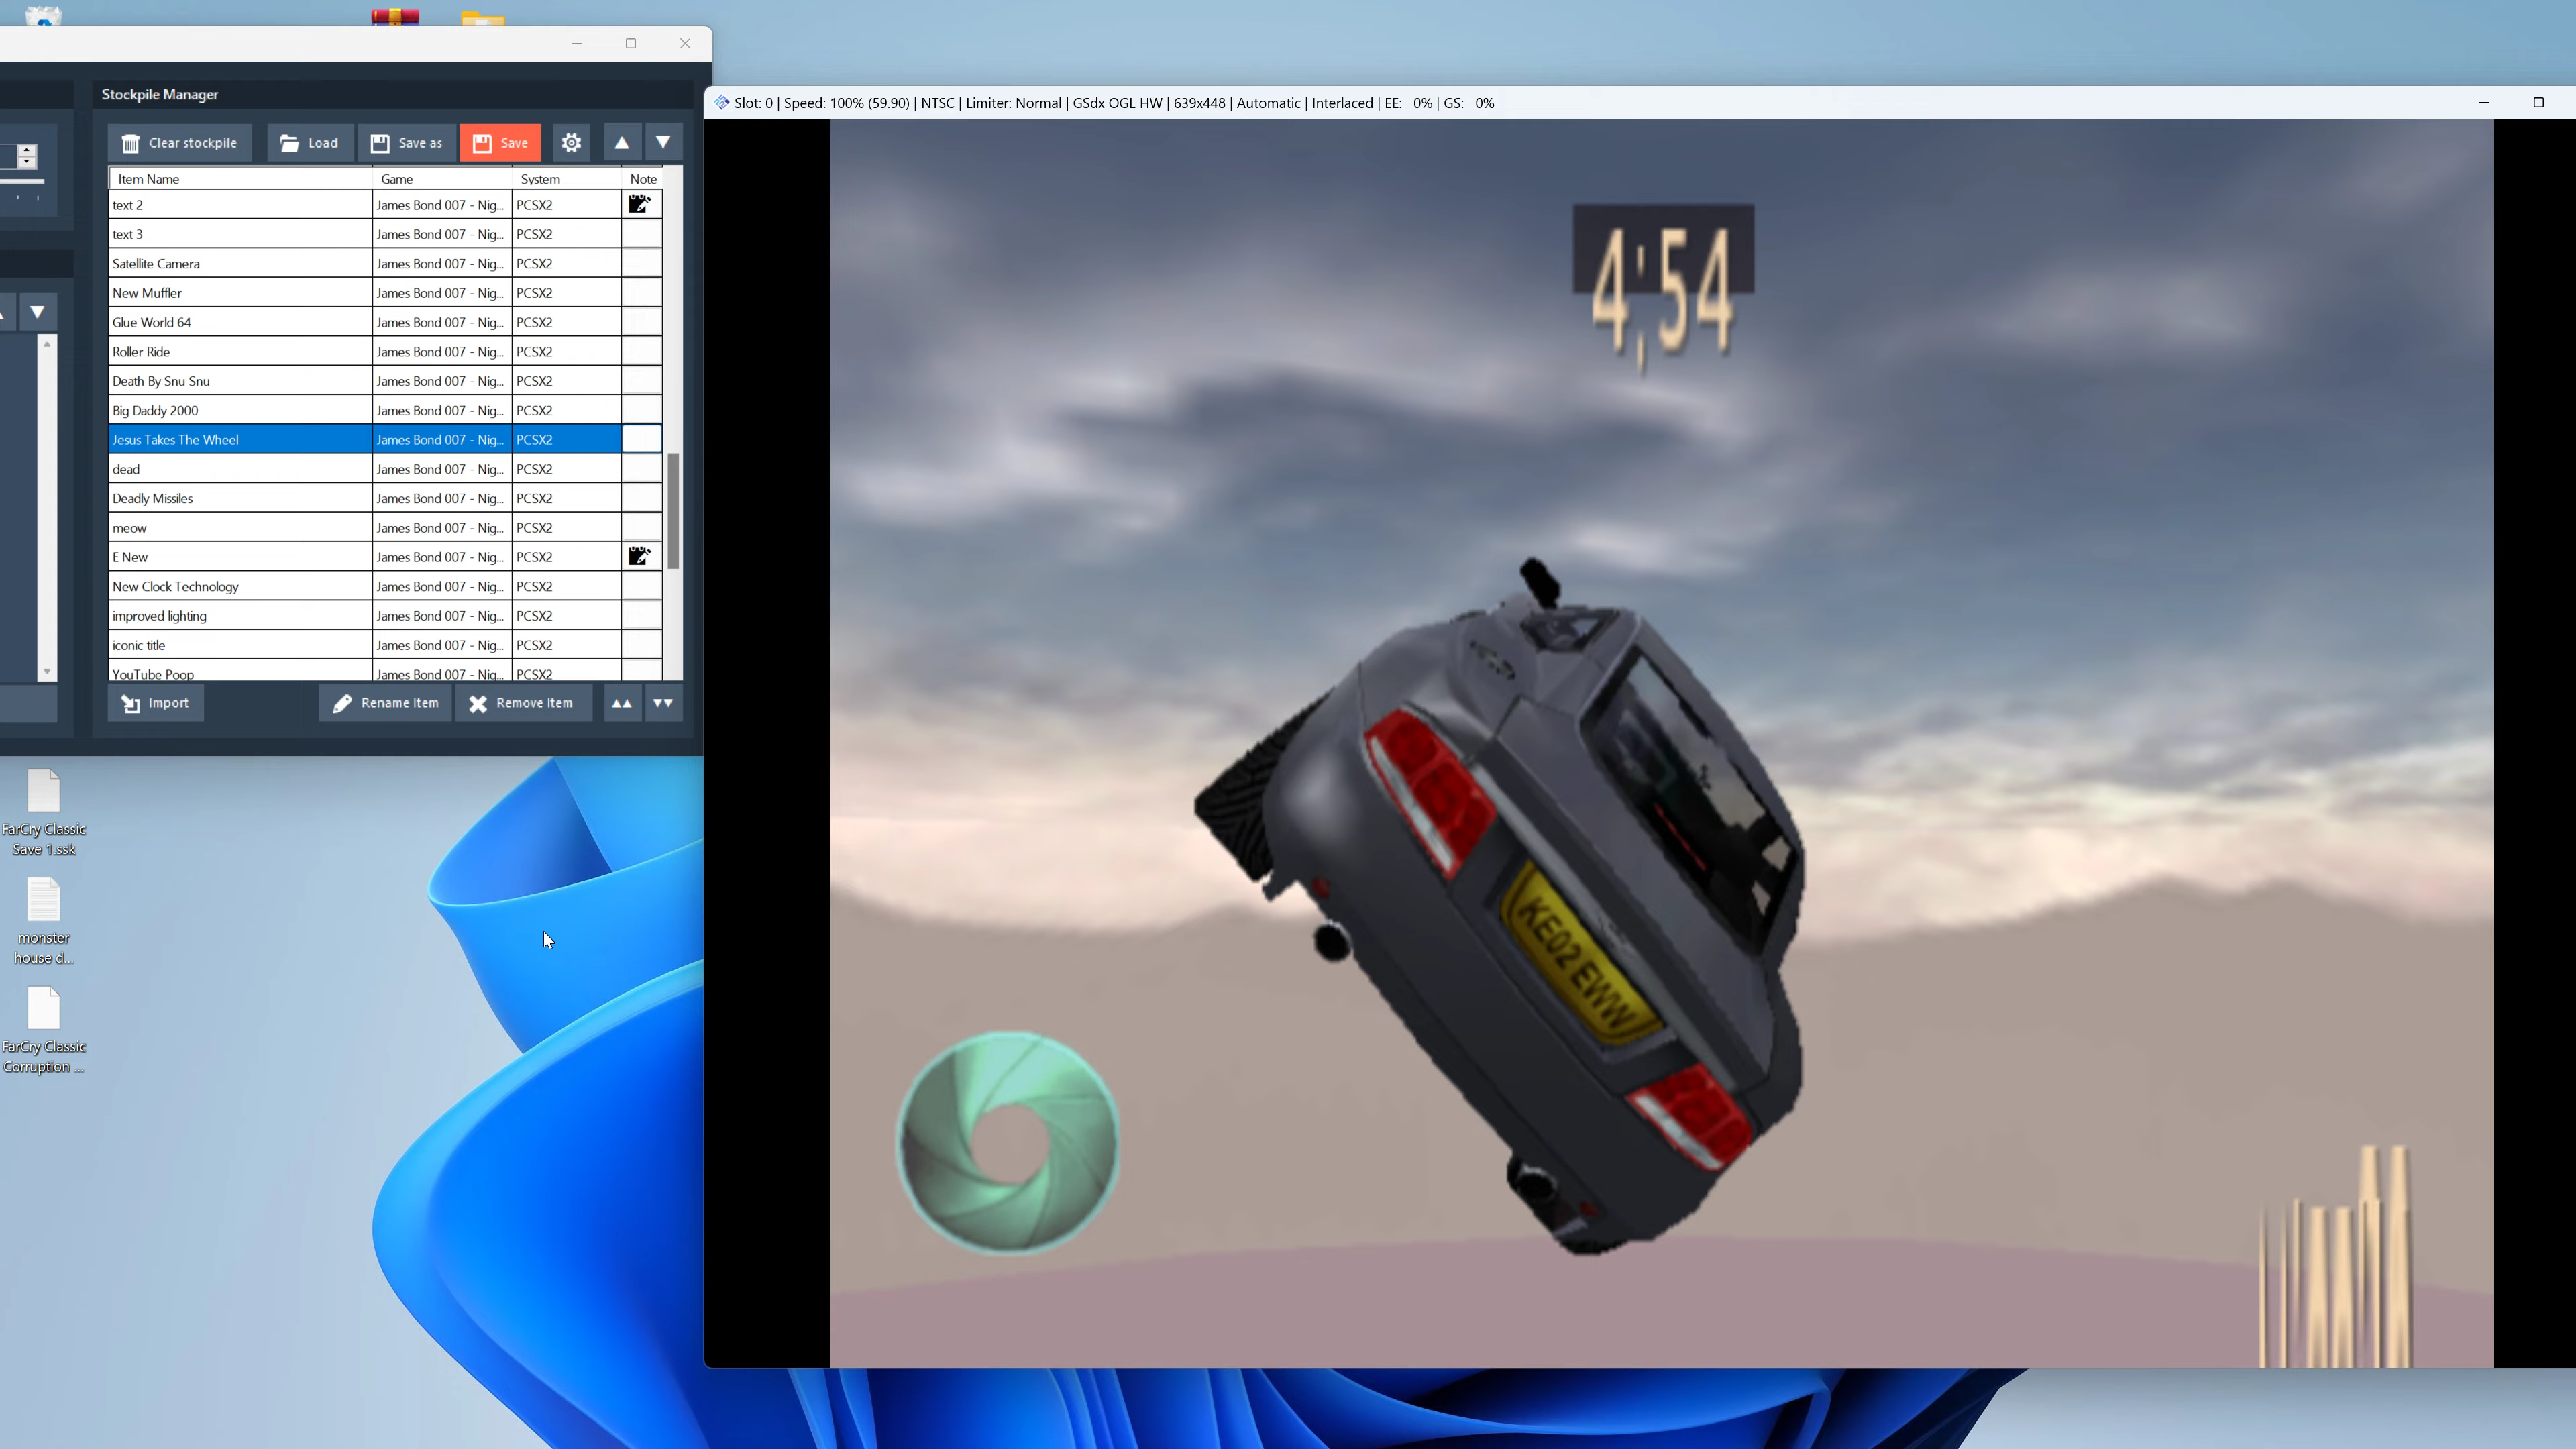 Stockpile Manager
Clear stockpile
Load
Save as
Save
Item Name Game System Note
text 2 James Bond 007 - Nig... PCSX2
text 3 James Bond 007 - Nig... PCSX2
Satellite Camera James Bond 007 - Nig... PCSX2
New Muffler James Bond 007 - Nig... PCSX2
Glue World 64 James Bond 007 - Nig... PCSX2
Roller Ride James Bond 007 - Nig... PCSX2
Death By Snu Snu James Bond 007 - Nig... PCSX2
Big Daddy 2000 James Bond 007 - Nig... PCSX2
Jesus Takes The Wheel James Bond 007 - Nig... PCSX2
dead James Bond 007 - Nig... PCSX2
Deadly Missiles James Bond 007 - Nig... PCSX2
meow James Bond 007 - Nig... PCSX2
E New James Bond 007 - Nig... PCSX2
New Clock Technology James Bond 007 - Nig... PCSX2
improved lighting James Bond 007 - Nig... PCSX2
iconic title James Bond 007 - Nig... PCSX2
YouTube Poop James Bond 007 - Nig... PCSX2
Import
Rename Item
Remove Item
FarCry Classic
Save 1.ssk
monster
house d...
FarCry Classic
Corruption ...
Slot: 0 | Speed: 100% (59.90) | NTSC | Limiter: Normal | GSdx OGL HW | 639x448 | Automatic | Interlaced | EE: 0% | GS: 0%
4;54
KE02 EWW